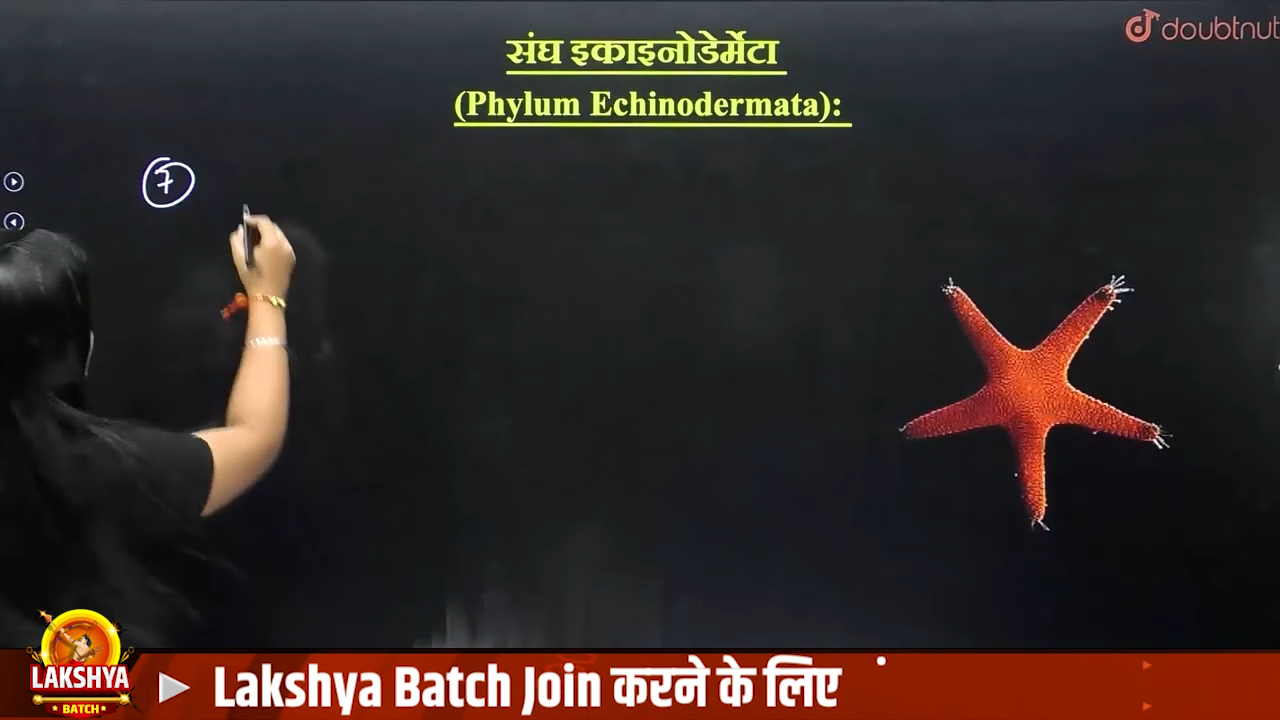 doubtnut
संघ इकाइनोडेर्मेटा
(Phylum Echinodermata):
7
LAKSHYA
BATCH
Lakshya Batch Join करने के लिए